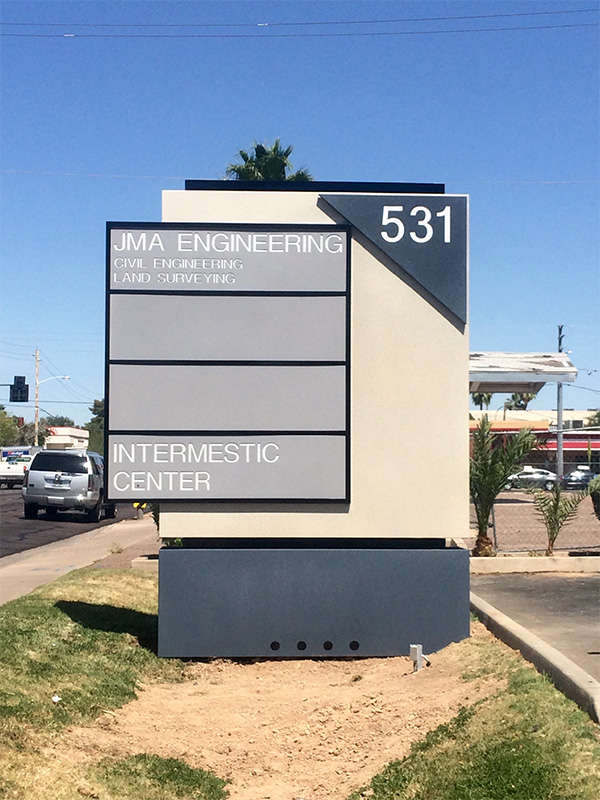 531
JMA ENGINEERING
CIVIL ENGINEERING
LAND SURVEYING
INTERMESTIC
CENTER